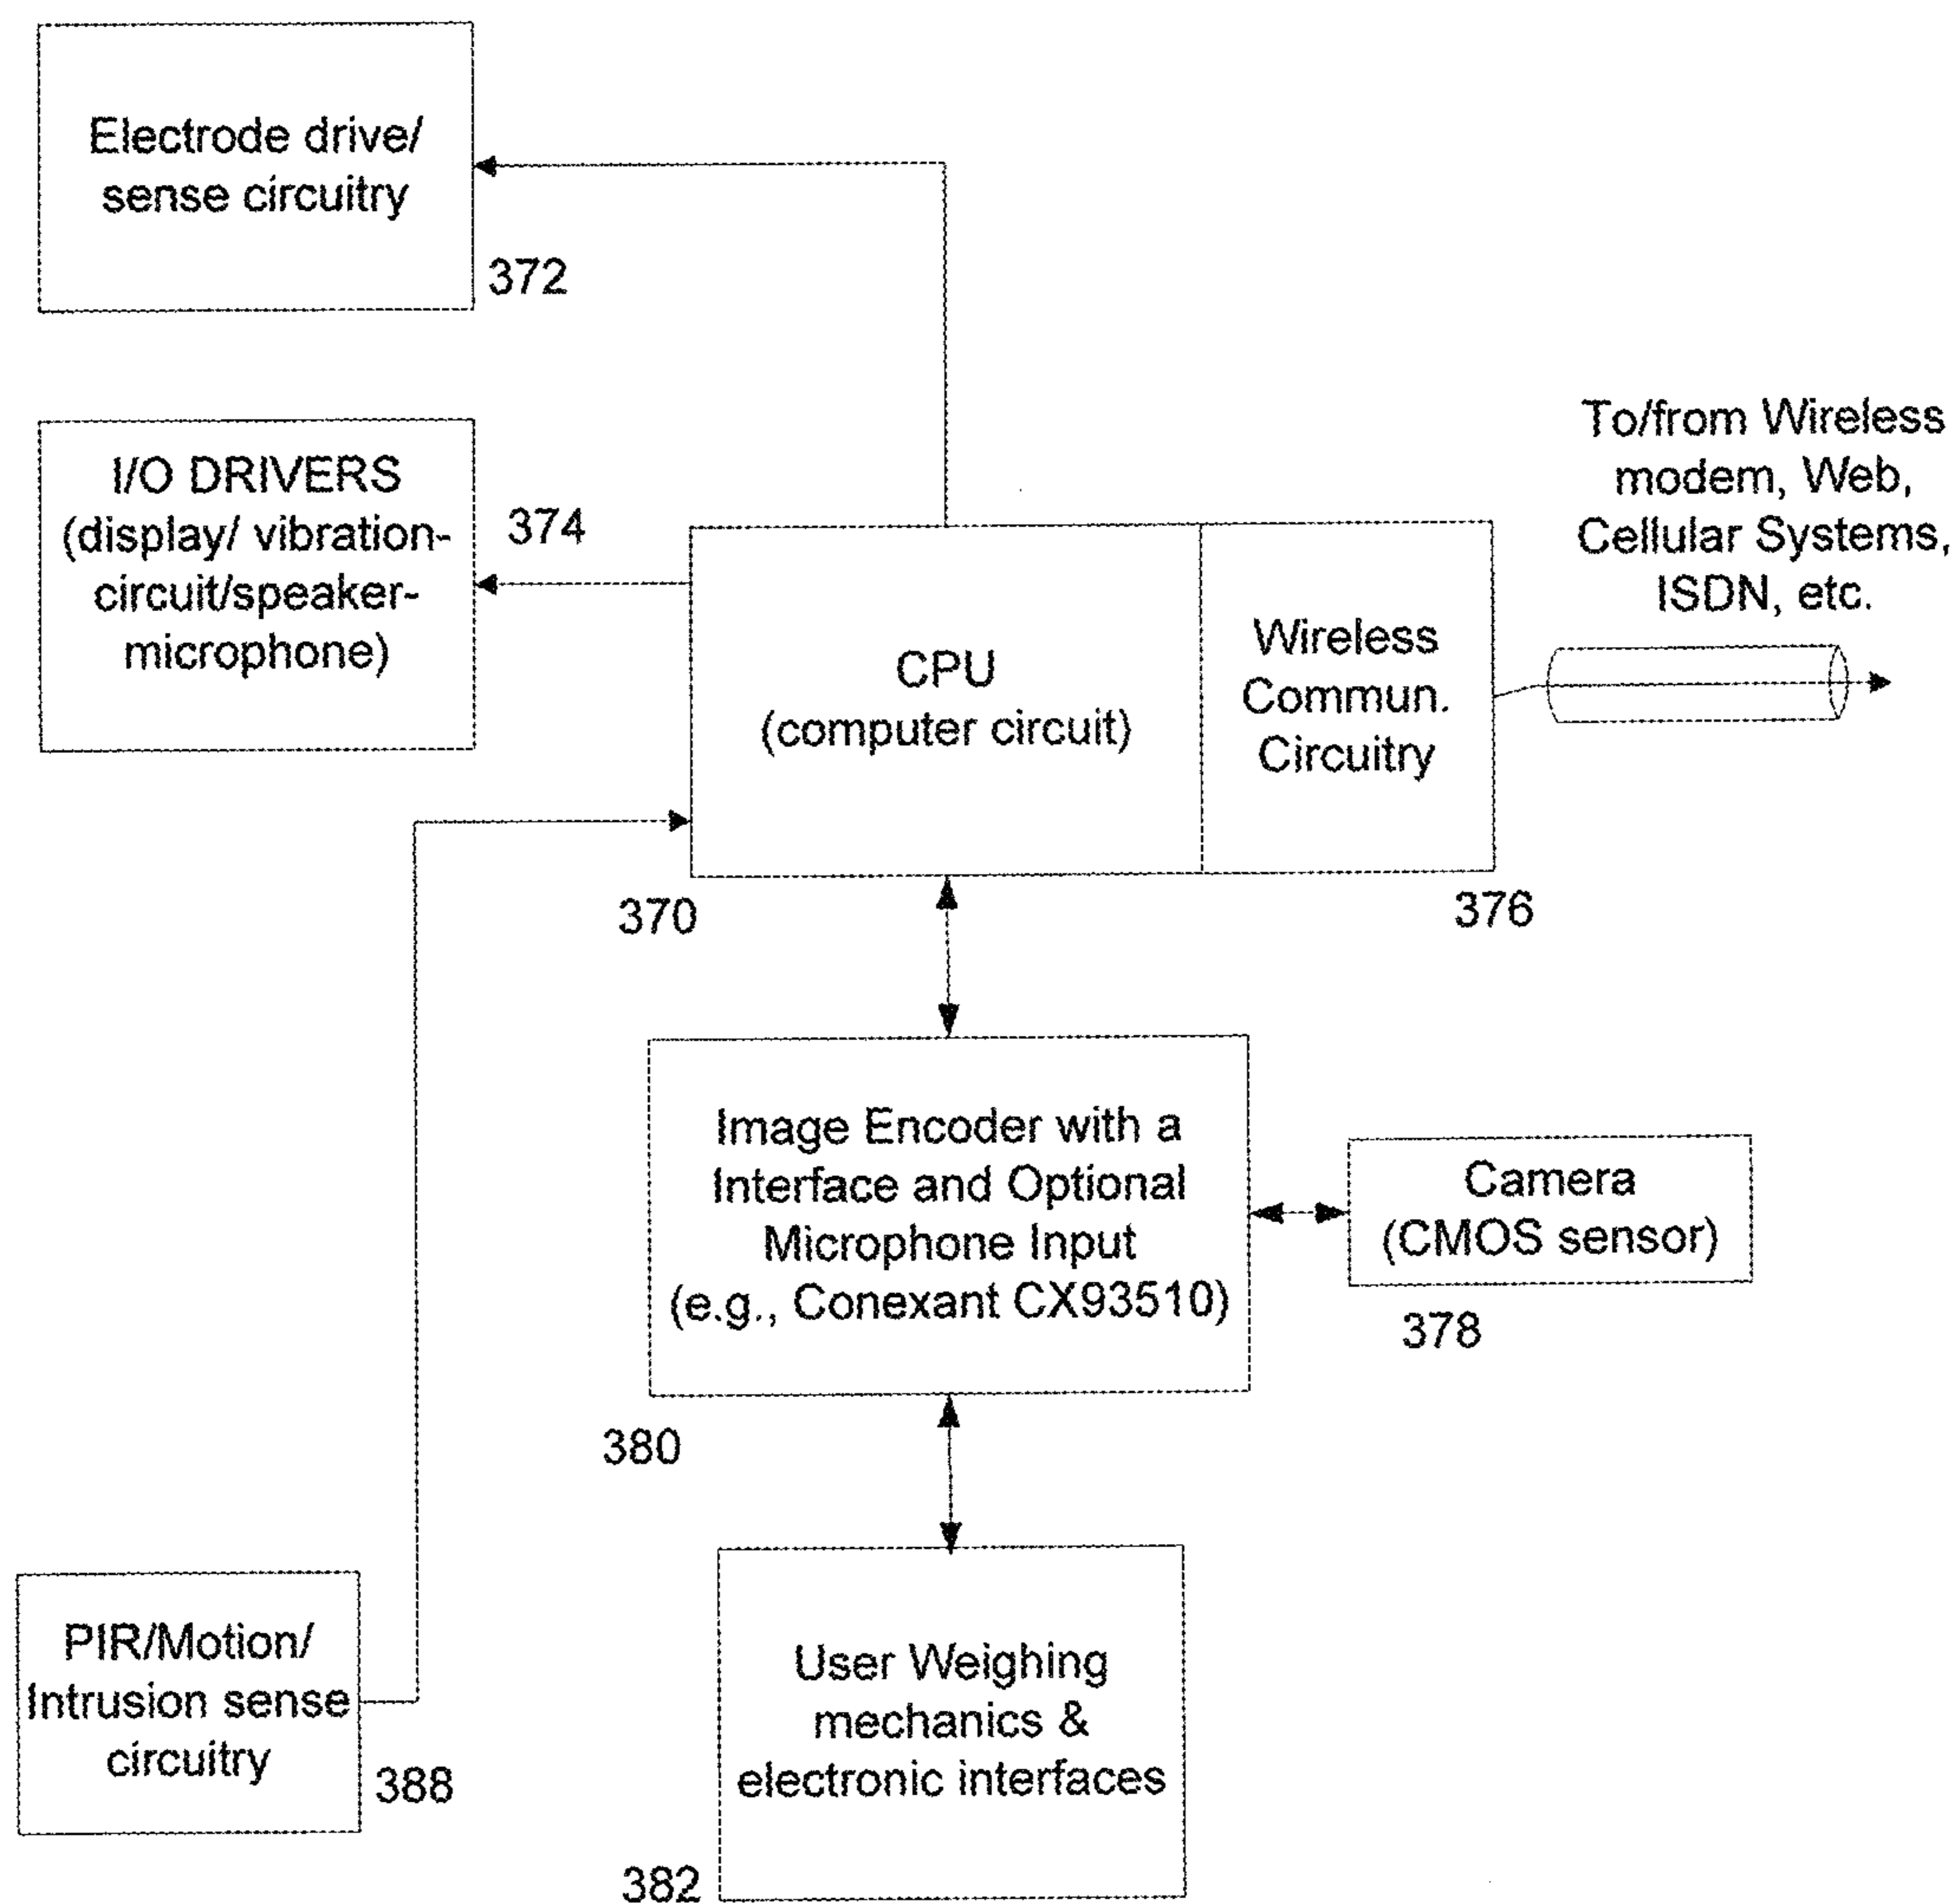 Electrode drive/
sense circuitry
372
I/O DRIVERS
(display/ vibration-
circuit/speaker-
microphone)
374
To/from Wireless
modem, Web,
Cellular Systems,
ISDN, etc.
CPU
(computer circuit)
Wireless
Commun.
Circuitry
370
376
Image Encoder with a
Interface and Optional
Microphone Input
(e.g., Conexant CX93510)
Camera
(CMOS sensor)
378
380
PIR/Motion/
Intrusion sense
circuitry
388
User Weighing
mechanics &
electronic interfaces
382